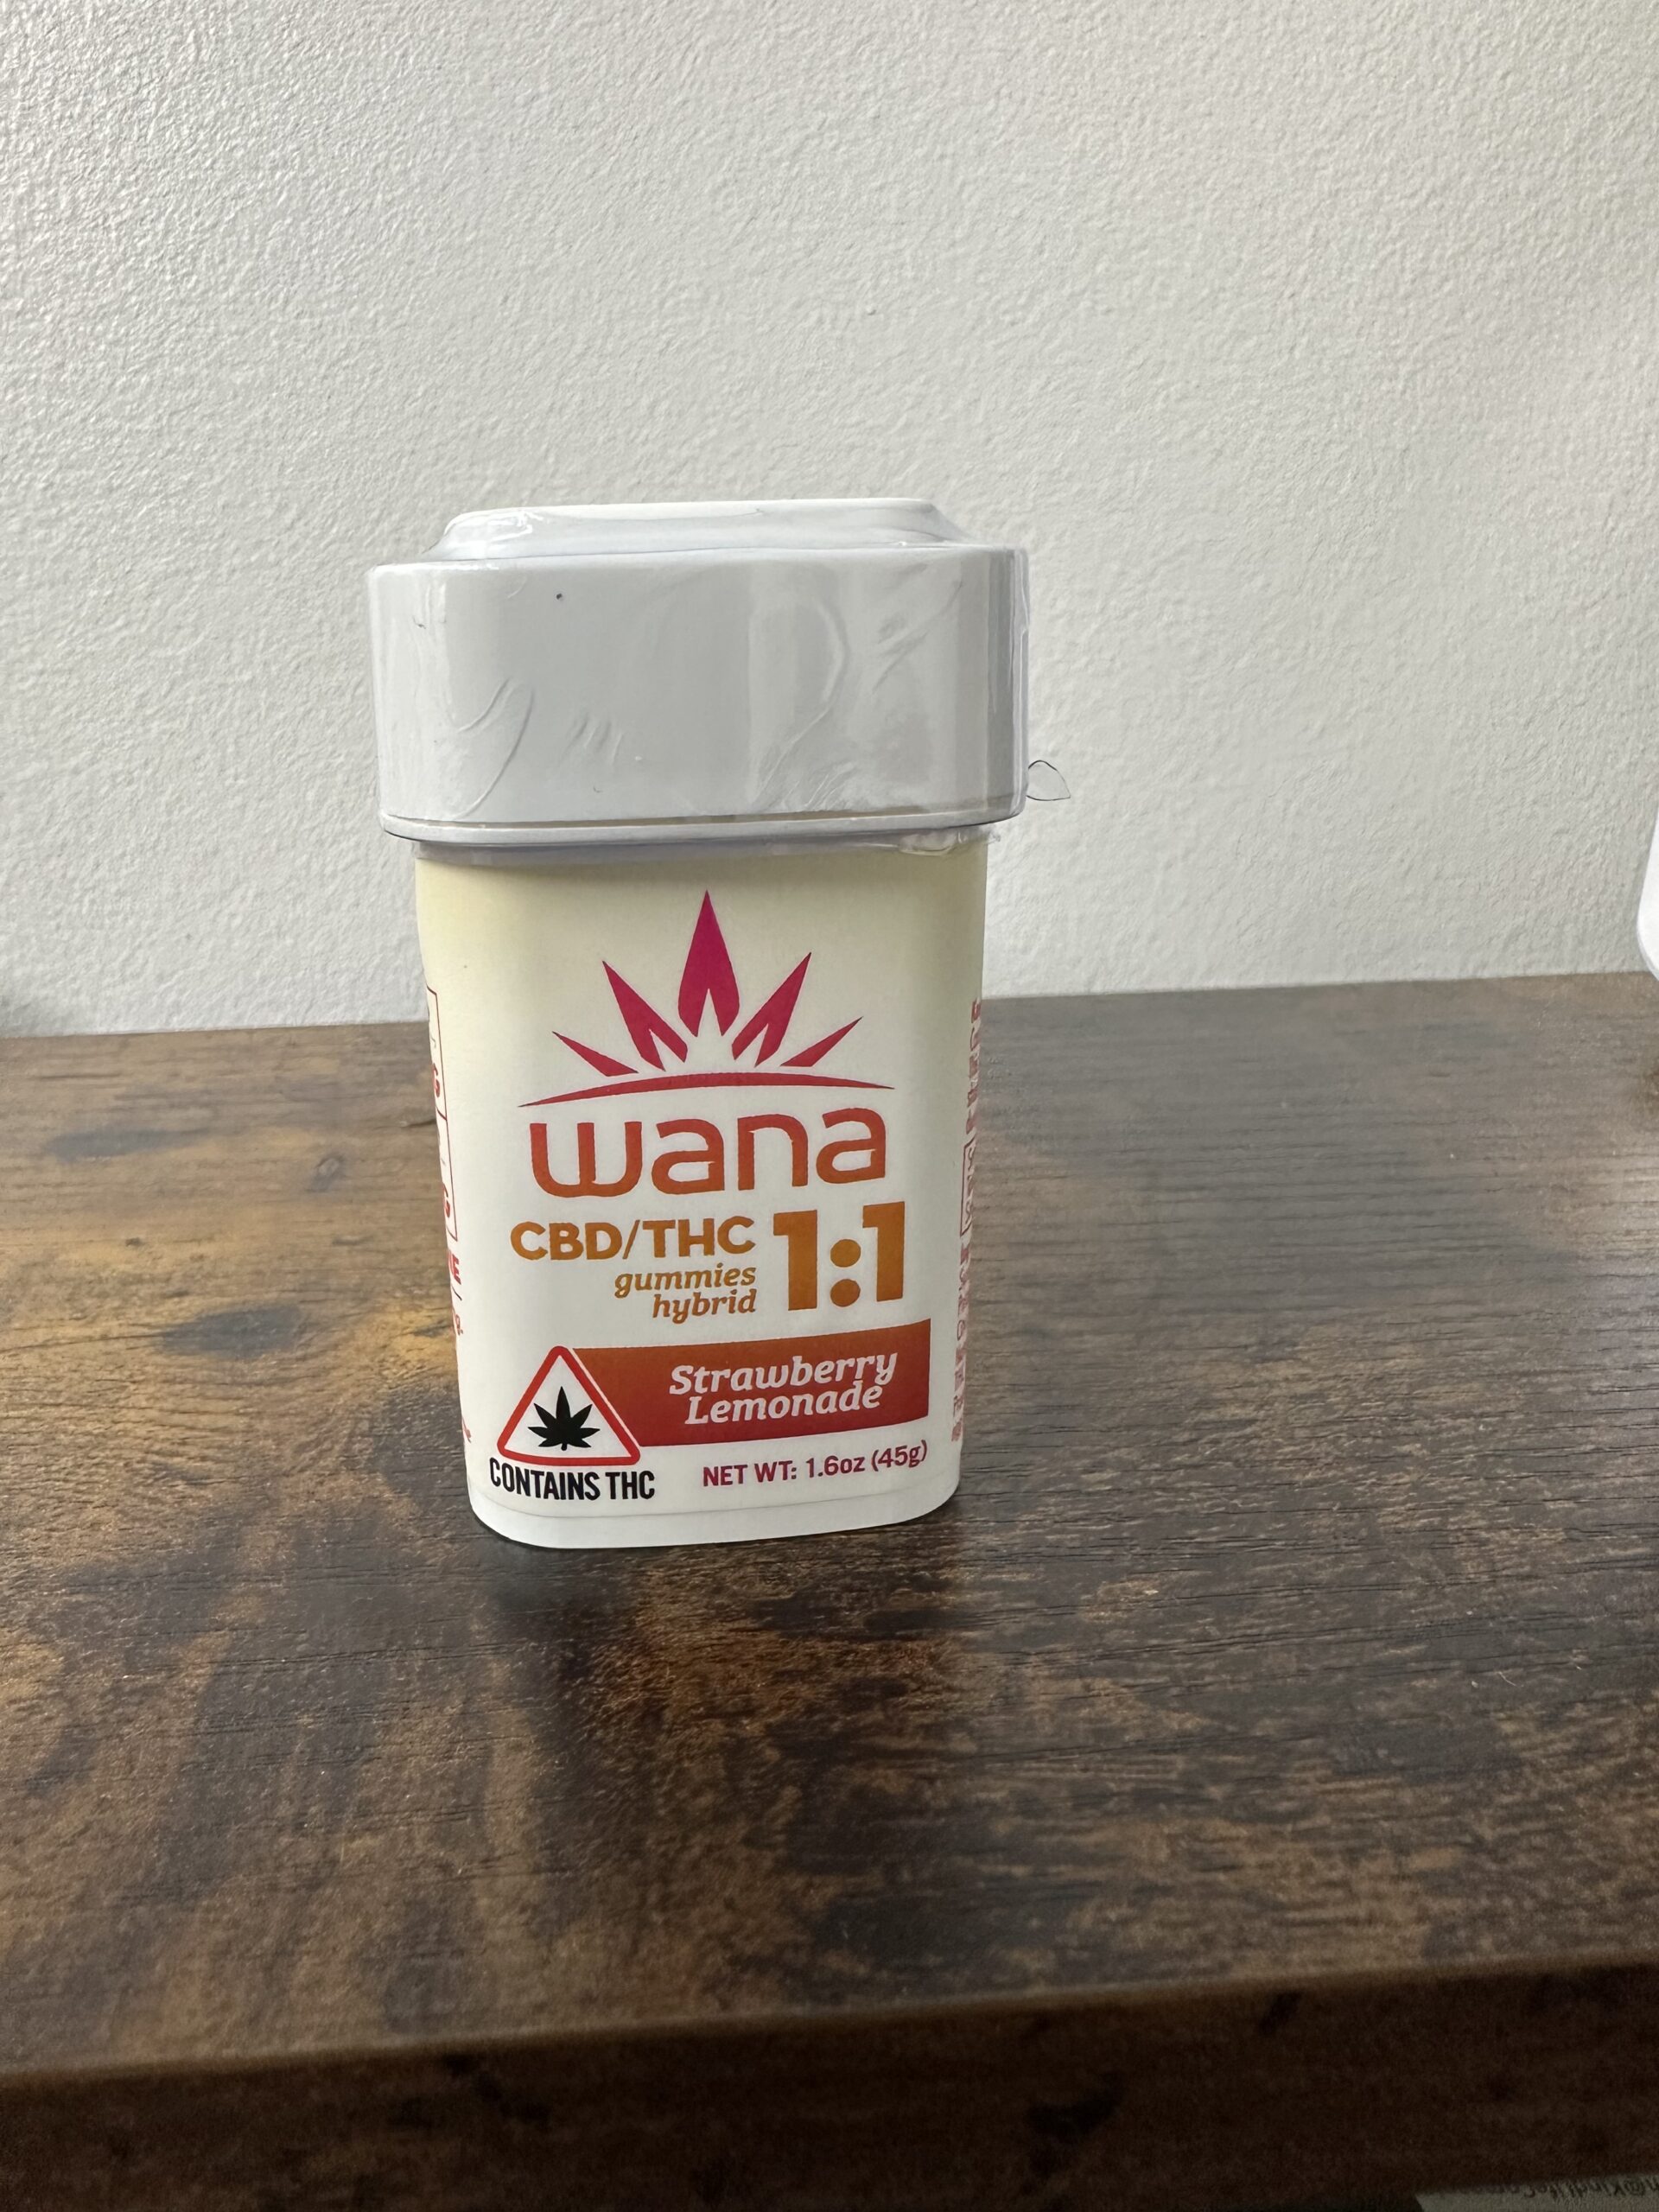 wana
CBD/THC 1:1
gummies
hybrid
Strawberry
Lemonade
CONTAINS THC
NET WT: 1.6oz (45g)